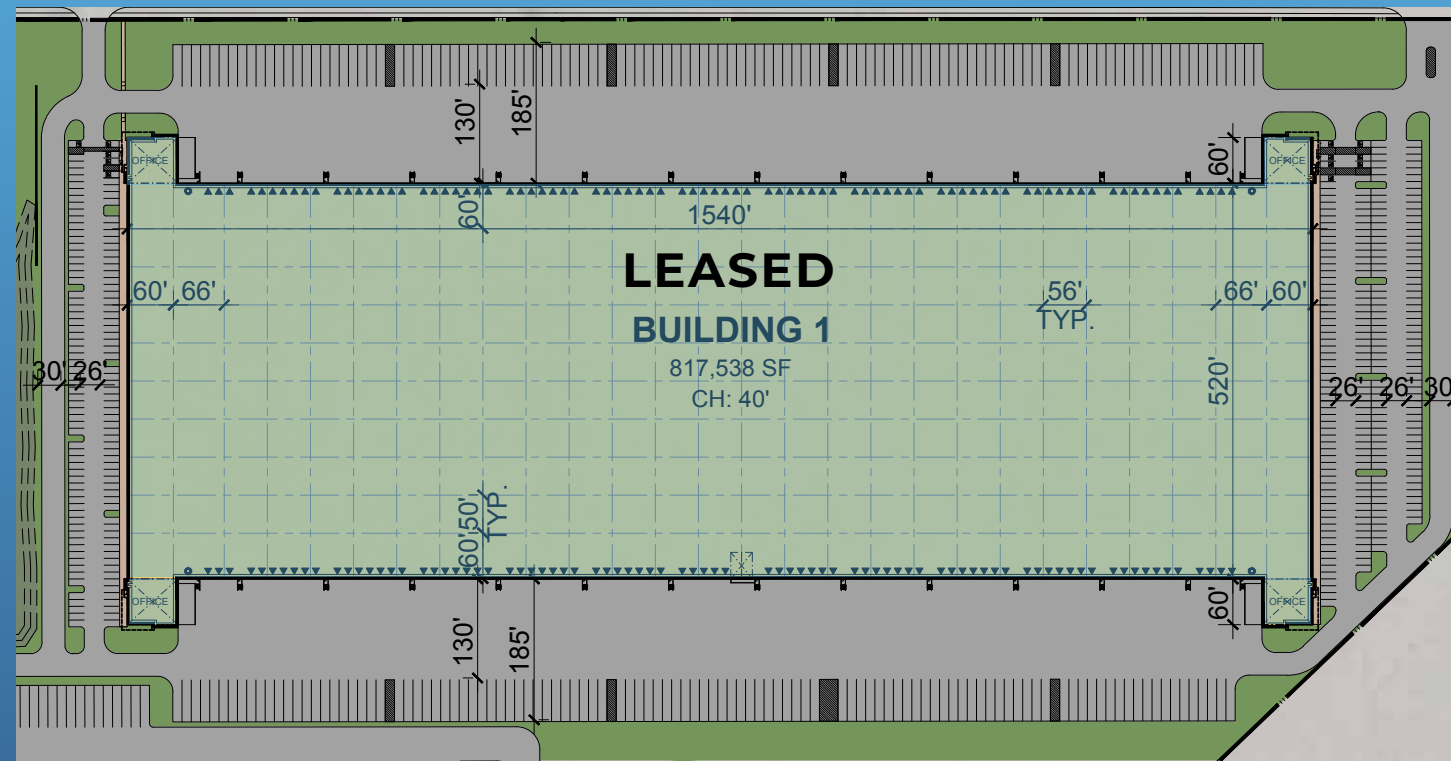 130'
185'
60'
OFFICE
OFFICE
60'
1540'
LEASED
60' 66'
56'
TYP.
66' 60'
BUILDING 1
817,538 SF
CH: 40'
520'
30' 26'
26' 26' 30
60' 50'
TYP.
OFFICE
OFFICE
60'
130'
185'